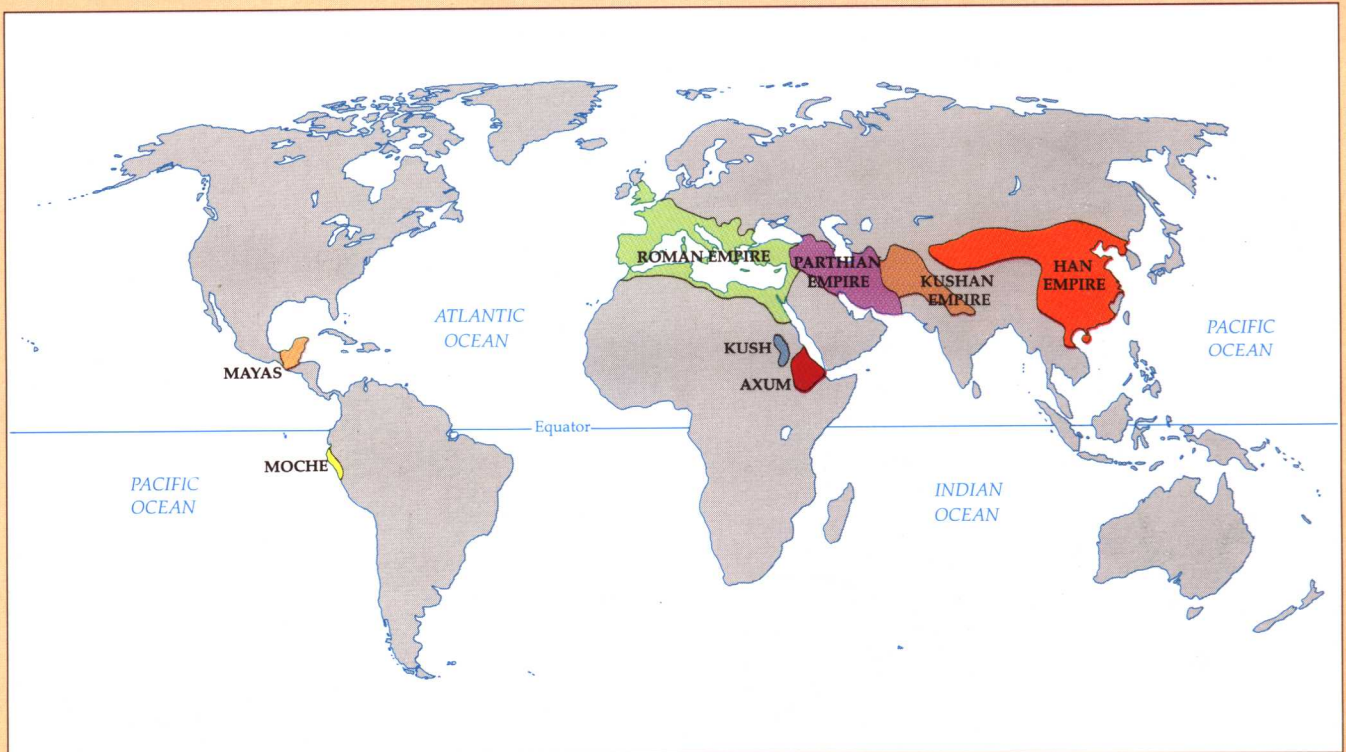 ROMAN EMPIRE
PARTHIAN
EMPIRE
KUSHAN
EMPIRE
HAN
EMPIRE
ATLANTIC
OCEAN
PACIFIC
OCEAN
KUSH
MAYAS
AXUM
Equator
MOCHE
PACIFIC
OCEAN
INDIAN
OCEAN